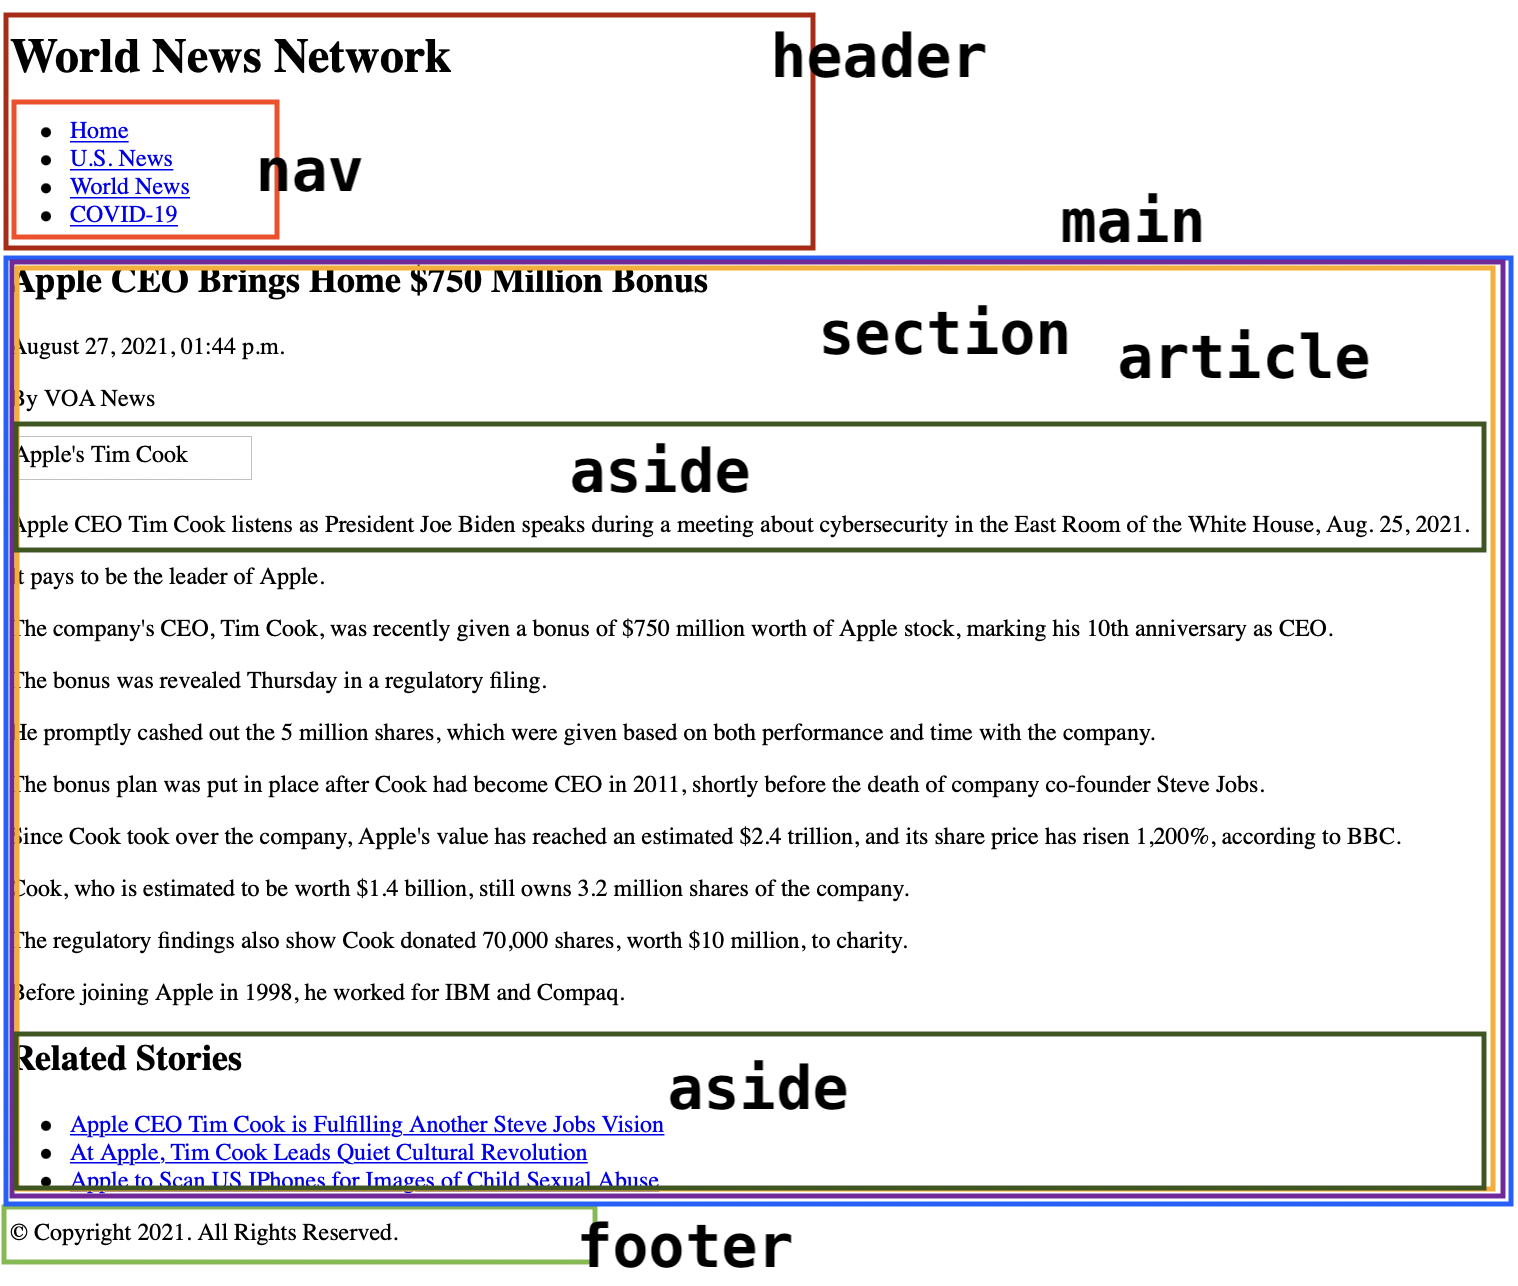 World News Network
header
Home
U.S. News
World News
COVID-19
nav
main
Apple CEO Brings Home $750 Million Bonus
section
article
August 27, 2021, 01:44 p.m.
By VOA News
Apple's Tim Cook
aside
Apple CEO Tim Cook listens as President Joe Biden speaks during a meeting about cybersecurity in the East Room of the White House, Aug. 25, 2021.
It pays to be the leader of Apple.
The company's CEO, Tim Cook, was recently given a bonus of $750 million worth of Apple stock, marking his 10th anniversary as CEO.
The bonus was revealed Thursday in a regulatory filing.
He promptly cashed out the 5 million shares, which were given based on both performance and time with the company.
The bonus plan was put in place after Cook had become CEO in 2011, shortly before the death of company co-founder Steve Jobs.
Since Cook took over the company, Apple's value has reached an estimated $2.4 trillion, and its share price has risen 1,200%, according to BBC.
Cook, who is estimated to be worth $1.4 billion, still owns 3.2 million shares of the company.
The regulatory findings also show Cook donated 70,000 shares, worth $10 million, to charity.
Before joining Apple in 1998, he worked for IBM and Compaq.
Related Stories
aside
Apple CEO Tim Cook is Fulfilling Another Steve Jobs Vision
At Apple, Tim Cook Leads Quiet Cultural Revolution
Apple to Scan US IPhones for Images of Child Sexual Abuse
© Copyright 2021. All Rights Reserved.
footer